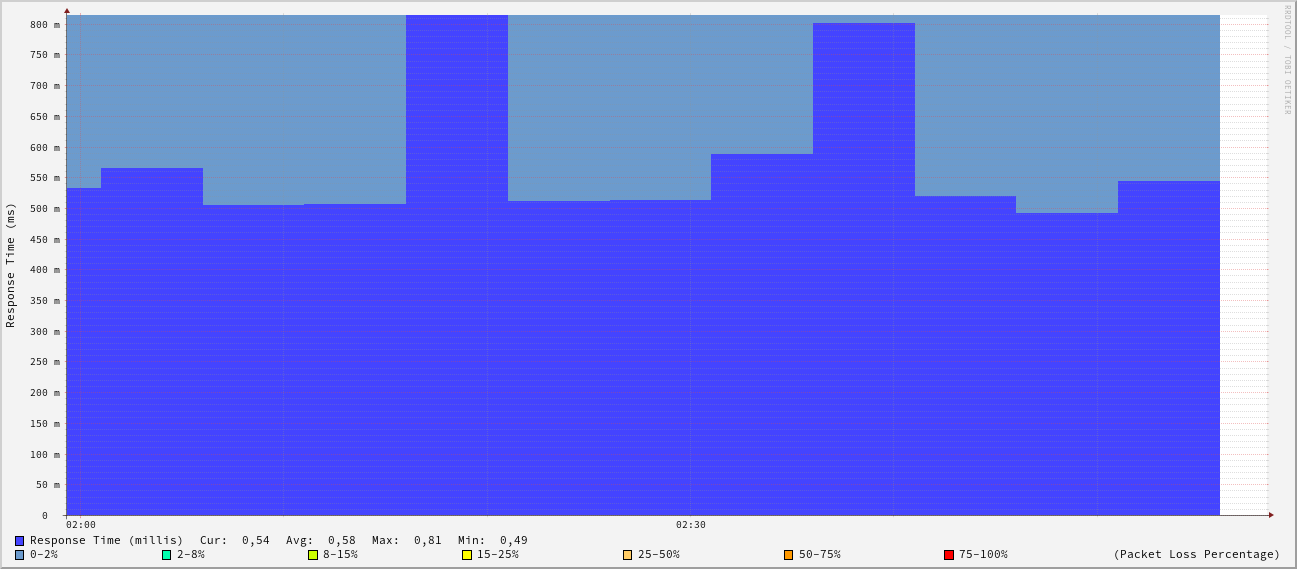 RRDTOOL / TOBI OETIKER
Response Time (ms)
800 m
750 m
700 m
650 m
600 m
550 m
500 m
450 m
400 m
350 m
300 m
250 m
200 m
150 m
100 m
50 m
0
02:00 02:30
Response Time (millis) Cur: 0,54 Avg: 0,58 Max: 0,81 Min: 0,49
0-2% 2-8% 8-15% 15-25% 25-50% 50-75% 75-100% (Packet Loss Percentage)